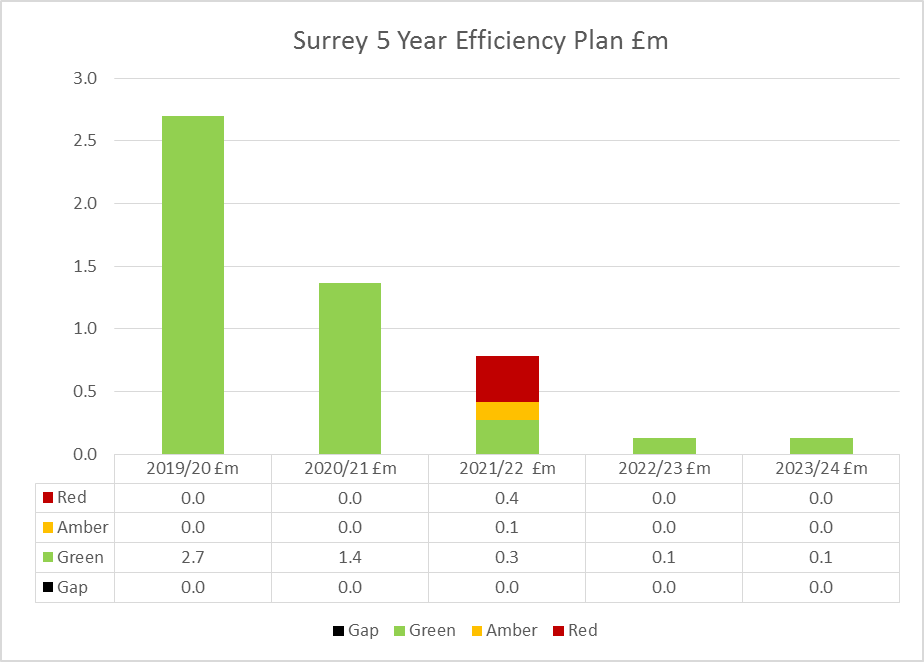 Surrey 5 Year Efficiency Plan £m
3.0
2.5
2.0
1.5
1.0
0.5
0.0
2019/20 £m 2020/21 £m 2021/22 £m 2022/23 £m 2023/24 £m
Red 0.0 0.0 0.4 0.0 0.0
Amber 0.0 0.0 0.1 0.0 0.0
Green 2.7 1.4 0.3 0.1 0.1
Gap 0.0 0.0 0.0 0.0 0.0
Gap Green Amber Red